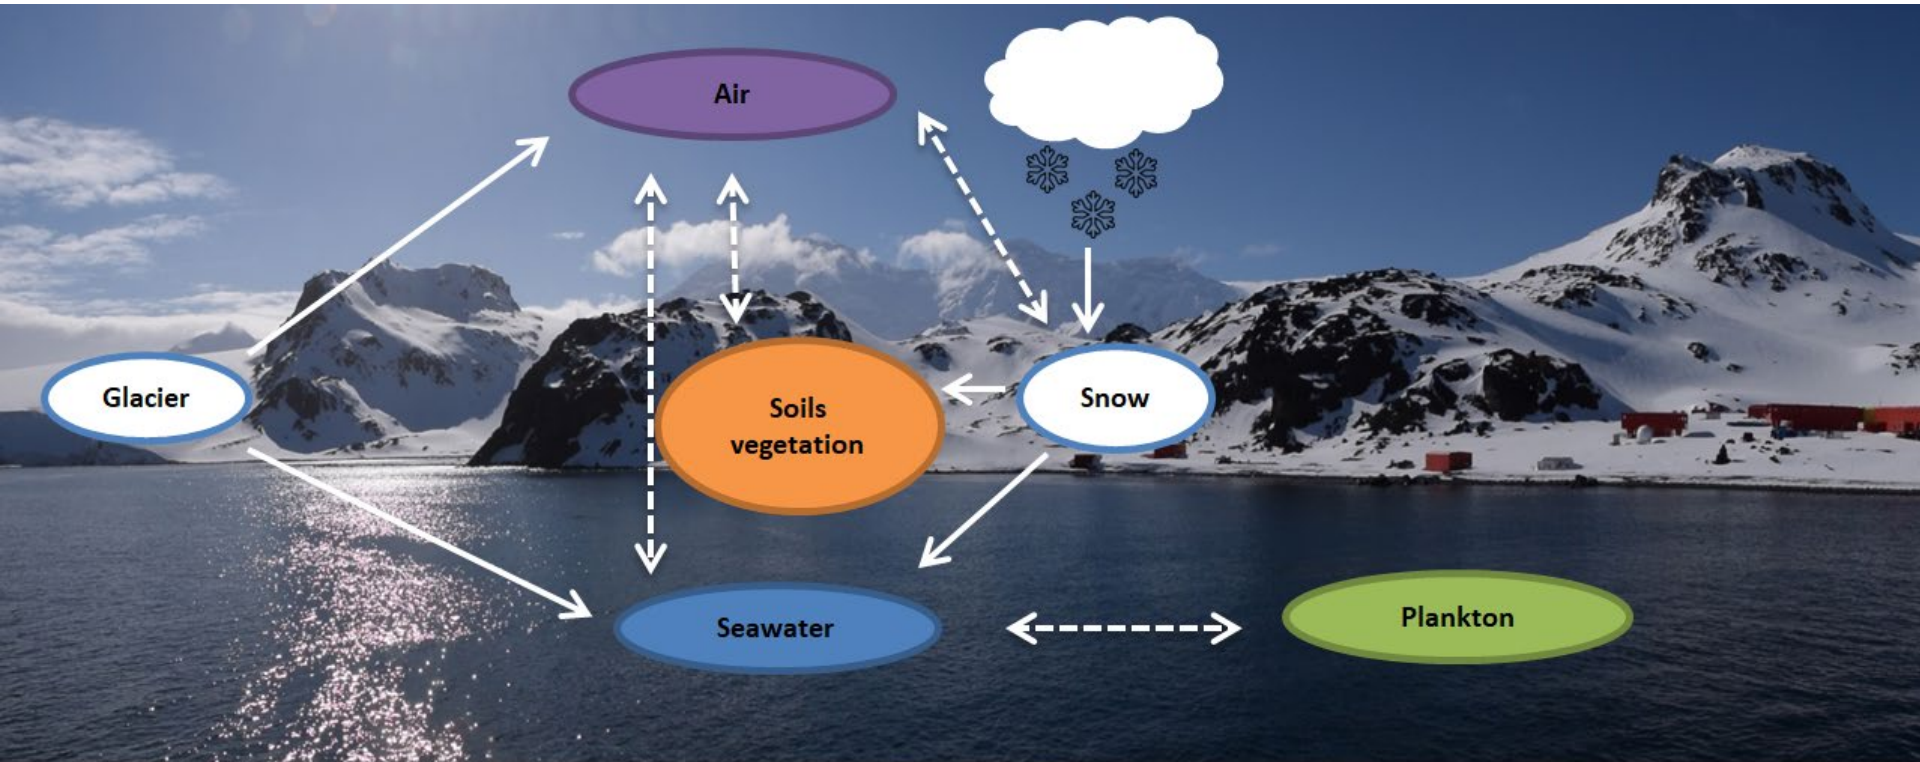 Air
Glacier
Soils
vegetation
Snow
Seawater
Plankton